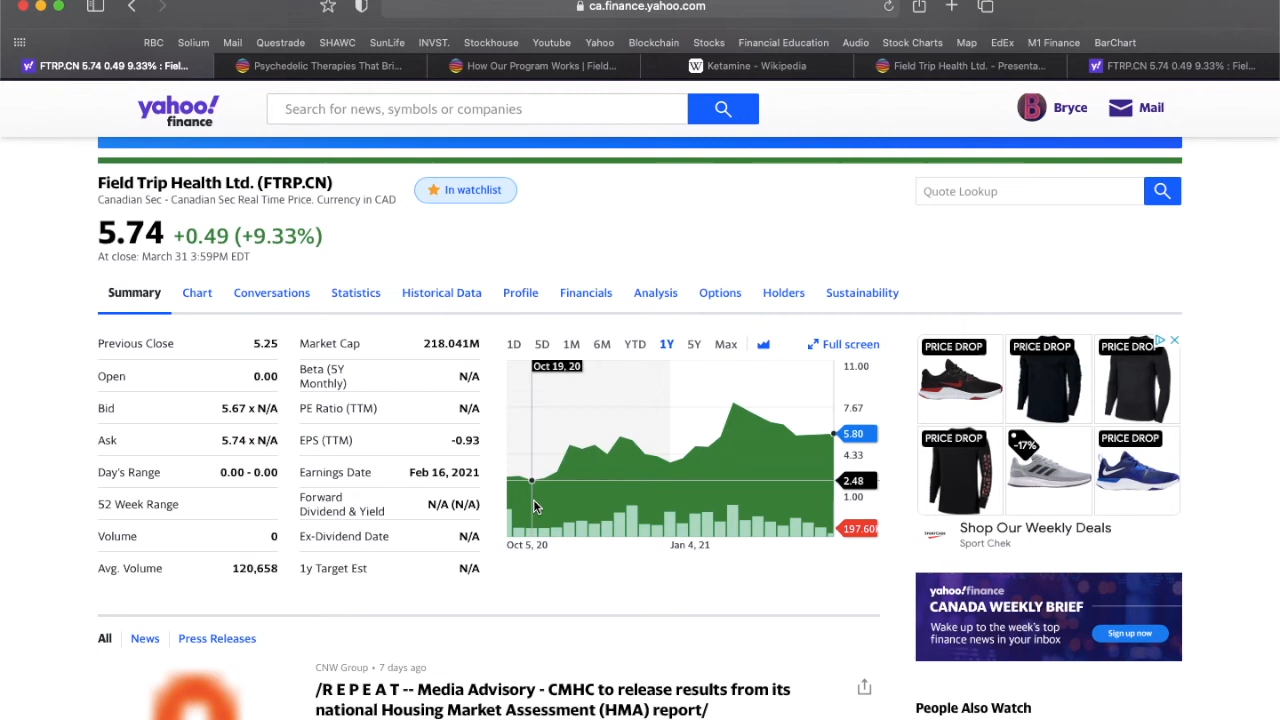 ca.finance.yahoo.com
RBC Solium Mail Questrade SHAWC SunLife INVST. Stockhouse Youtube Yahoo Blockchain Stocks Financial Education Audio Stock Charts Map EdEx M1 Finance BarChart
FTRP.CN 5.74 0.49 9.33% : Fiel... Psychedelic Therapies That Bri... How Our Program Works | Field... Ketamine - Wikipedia Field Trip Health Ltd. - Presenta... FTRP.CN 5.74 0.49 9.33% : Fiel...
yahoo!
finance
Search for news, symbols or companies
B Bryce Mail
Field Trip Health Ltd. (FTRP.CN)
Canadian Sec - Canadian Sec Real Time Price. Currency in CAD
In watchlist
Quote Lookup
5.74 +0.49 (+9.33%)
At close: March 31 3:59PM EDT
Summary Chart Conversations Statistics Historical Data Profile Financials Analysis Options Holders Sustainability
Previous Close 5.25
Open 0.00
Bid 5.67 x N/A
Ask 5.74 x N/A
Day's Range 0.00 - 0.00
52 Week Range
Volume 0
Avg. Volume 120,658
Market Cap 218.041M
Beta (5Y
Monthly) N/A
PE Ratio (TTM) N/A
EPS (TTM) -0.93
Earnings Date Feb 16, 2021
Forward
Dividend & Yield N/A (N/A)
Ex-Dividend Date N/A
1y Target Est N/A
1D 5D 1M 6M YTD 1Y 5Y Max Full screen
Oct 19, 20
11.00
7.67
5.80
4.33
2.48
1.00
197.60
Oct 5, 20 Jan 4, 21
PRICE DROP PRICE DROP PRICE DROP
PRICE DROP -17% PRICE DROP
Shop Our Weekly Deals
Sport Chek
yahoo!finance
CANADA WEEKLY BRIEF
Wake up to the week's top
finance news in your inbox
Sign up now
All News Press Releases
CNW Group • 7 days ago
/R E P E A T -- Media Advisory - CMHC to release results from its
national Housing Market Assessment (HMA) report/
People Also Watch